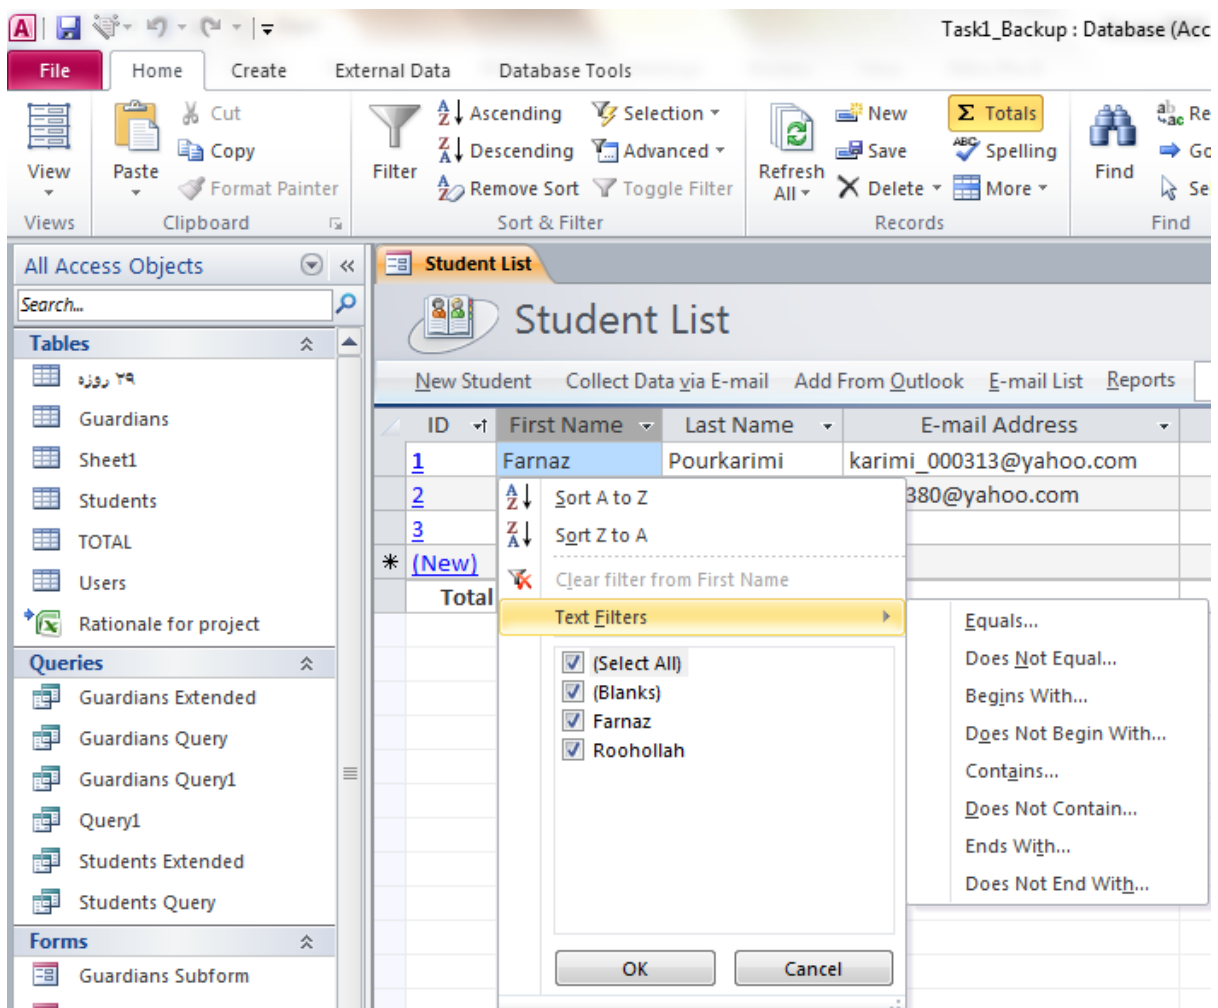 Task1_Backup : Database (Acc
File Home Create External Data Database Tools
View
Views
Paste
Cut
Copy
Format Painter
Clipboard
Filter
Ascending
Descending
Remove Sort
Selection
Advanced
Toggle Filter
Sort & Filter
Refresh
All
New
Save
Delete
Totals
Spelling
More
Records
Find
Re
Go
Se
Find
All Access Objects
Search...
Tables
۲۹ روزه
Guardians
Sheet1
Students
TOTAL
Users
Rationale for project
Queries
Guardians Extended
Guardians Query
Guardians Query1
Query1
Students Extended
Students Query
Forms
Guardians Subform
Student List
Student List
New Student Collect Data via E-mail Add From Outlook E-mail List Reports
ID First Name Last Name E-mail Address
1 Farnaz Pourkarimi karimi_000313@yahoo.com
2 380@yahoo.com
3
(New)
Total
Sort A to Z
Sort Z to A
Clear filter from First Name
Text Filters
(Select All)
(Blanks)
Farnaz
Roohollah
OK Cancel
Equals...
Does Not Equal...
Begins With...
Does Not Begin With...
Contains...
Does Not Contain...
Ends With...
Does Not End With...